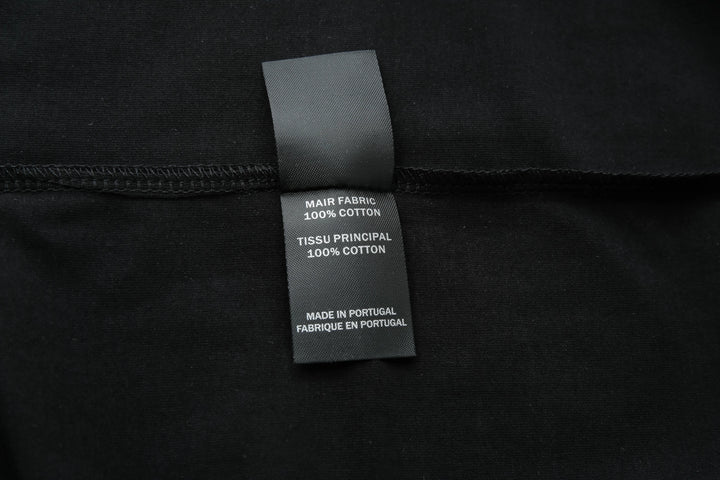 MAIR FABRIC
100% COTTON
TISSU PRINCIPAL
100% COTTON
MADE IN PORTUGAL
FABRIQUE EN PORTUGAL